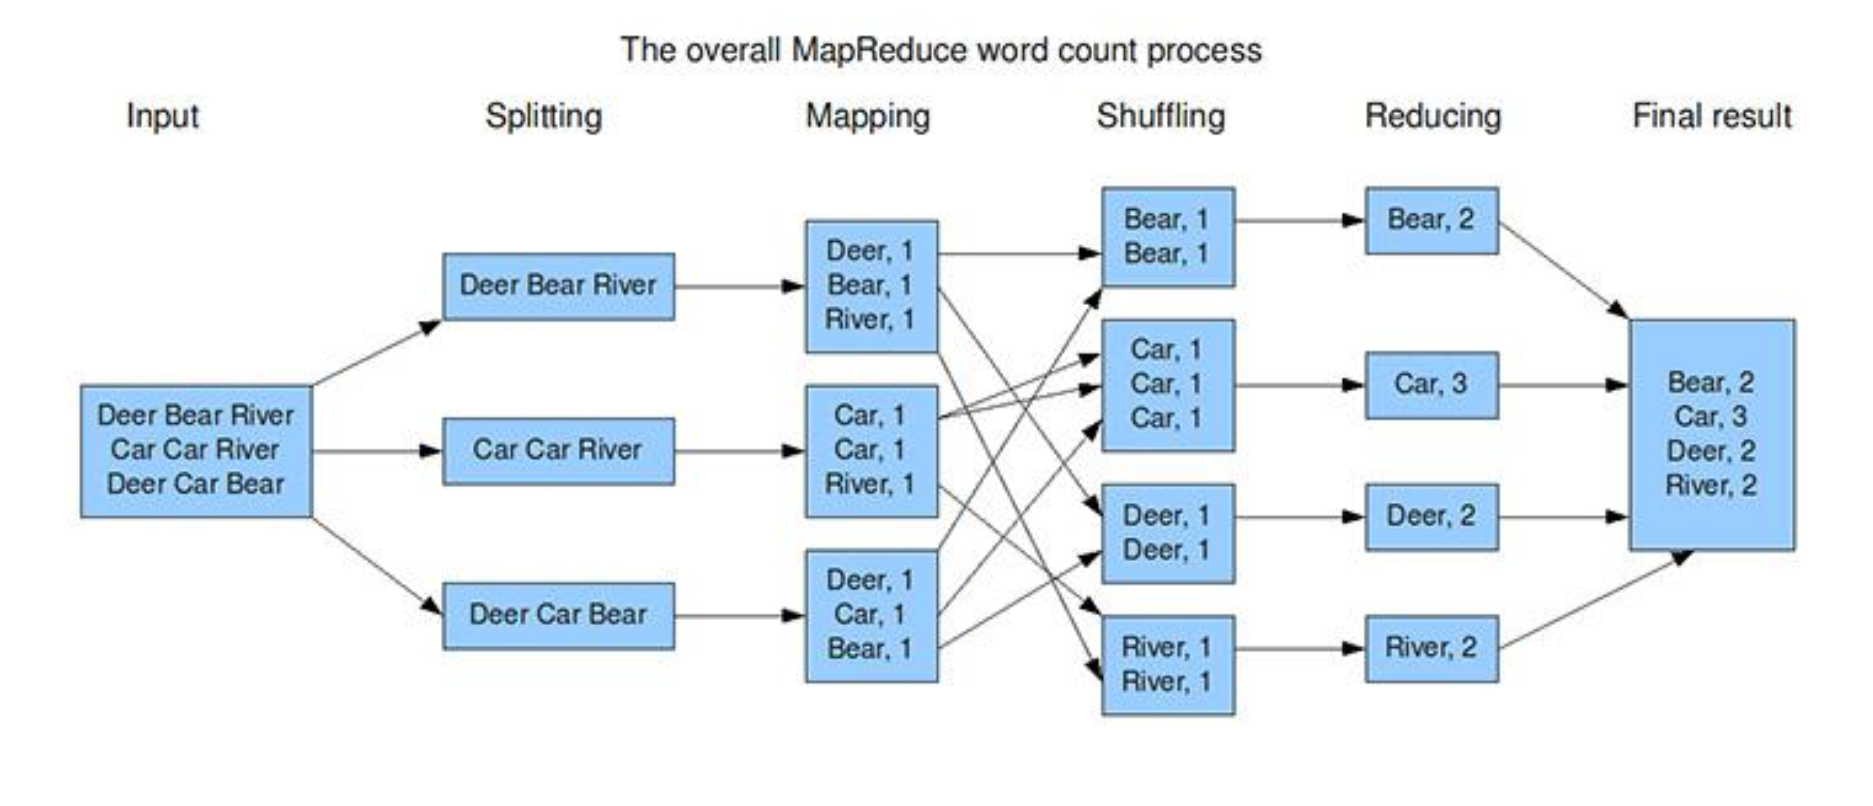 The overall MapReduce word count process
Input
Splitting
Mapping
Shuffling
Reducing
Final result
Deer Bear River
Car Car River
Deer Car Bear
Deer Bear River
Car Car River
Deer Car Bear
Deer, 1
Bear, 1
River, 1
Car, 1
Car, 1
River, 1
Deer, 1
Car, 1
Bear, 1
Bear, 1
Bear, 1
Car, 1
Car, 1
Car, 1
Deer, 1
Deer, 1
River, 1
River, 1
Bear, 2
Car, 3
Deer, 2
River, 2
Bear, 2
Car, 3
Deer, 2
River, 2